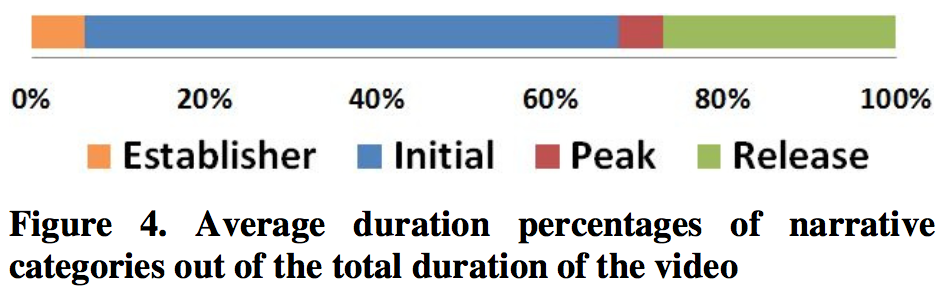 0% 20% 40% 60% 80% 100%
Establisher Initial Peak Release
Figure 4. Average duration percentages of narrative
categories out of the total duration of the video